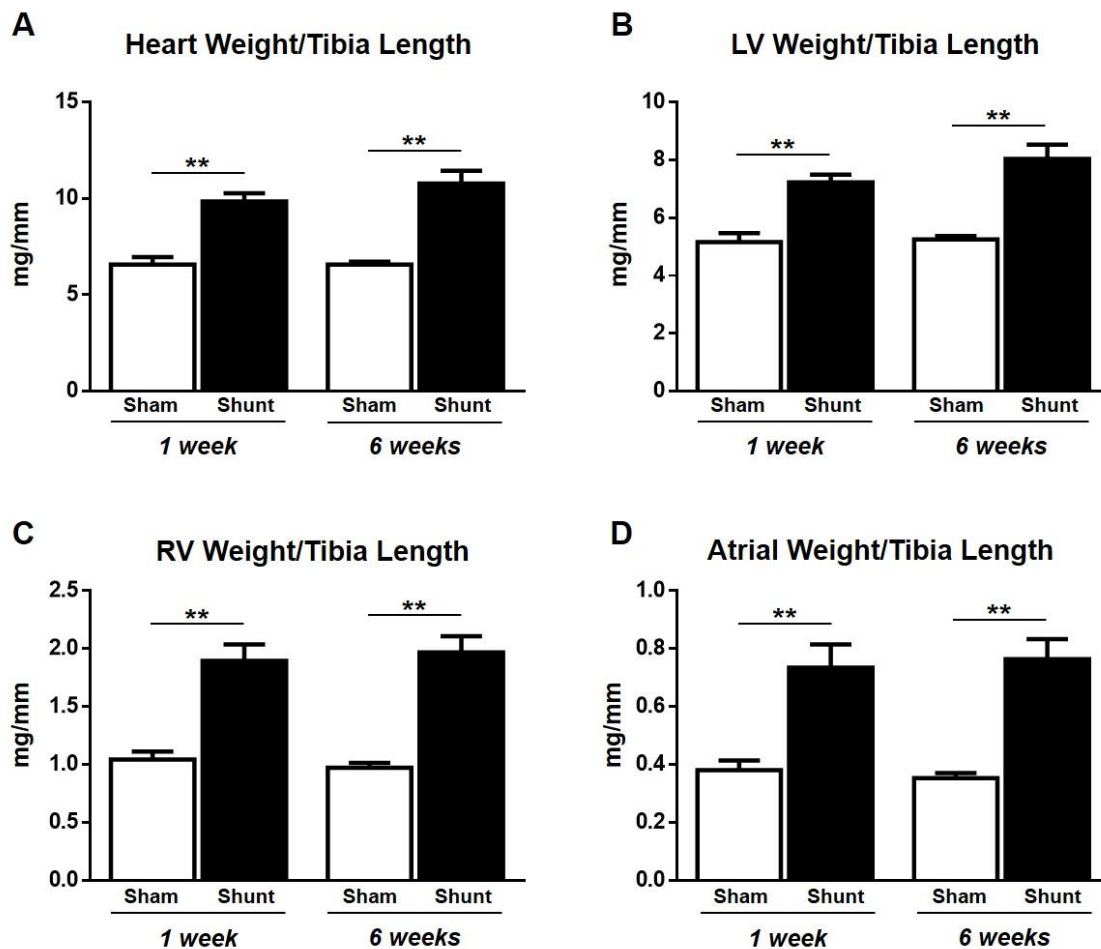 A
Heart Weight/Tibia Length
mg/mm
15
10
5
0
**
**
Sham Shunt Sham Shunt
1 week 6 weeks
B
LV Weight/Tibia Length
mg/mm
10
8
6
4
2
0
**
**
Sham Shunt Sham Shunt
1 week 6 weeks
C
RV Weight/Tibia Length
mg/mm
2.5
2.0
1.5
1.0
0.5
0.0
**
**
Sham Shunt Sham Shunt
1 week 6 weeks
D
Atrial Weight/Tibia Length
mg/mm
1.0
0.8
0.6
0.4
0.2
0.0
**
**
Sham Shunt Sham Shunt
1 week 6 weeks